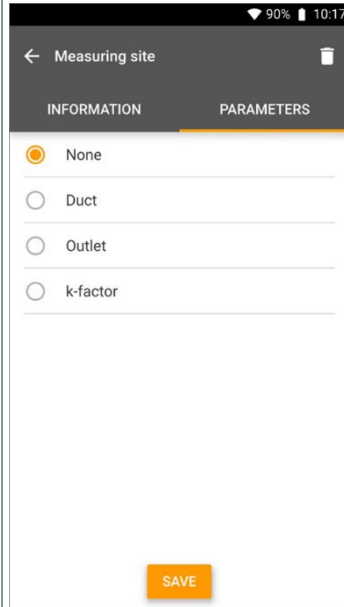 90% 10:17
Measuring site
INFORMATION PARAMETERS
None
Duct
Outlet
k-factor
SAVE